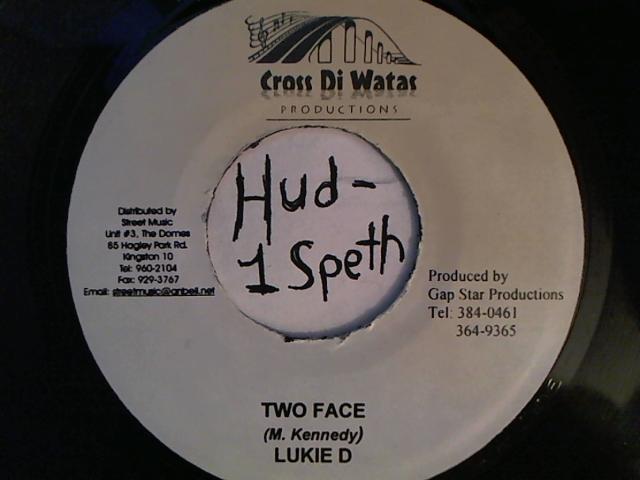 Cross Di Watas
PRODUCTIONS
Hud-
1 Speth
Distributed by
Street Music
Unit #3, The Domes
85 Hagley Park Rd.
Kingston 10
Tel: 960-2104
Fax: 929-3767
Email: streetmusic@anbell.net
Produced by
Gap Star Productions
Tel: 384-0461
364-9365
TWO FACE
(M. Kennedy)
LUKIE D